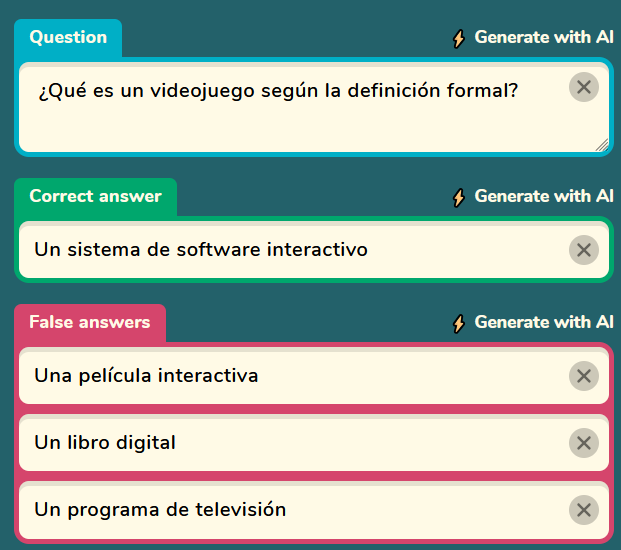 Question
Generate with AI
¿Qué es un videojuego según la definición formal?
Correct answer
Generate with AI
Un sistema de software interactivo
False answers
Generate with AI
Una película interactiva
Un libro digital
Un programa de televisión